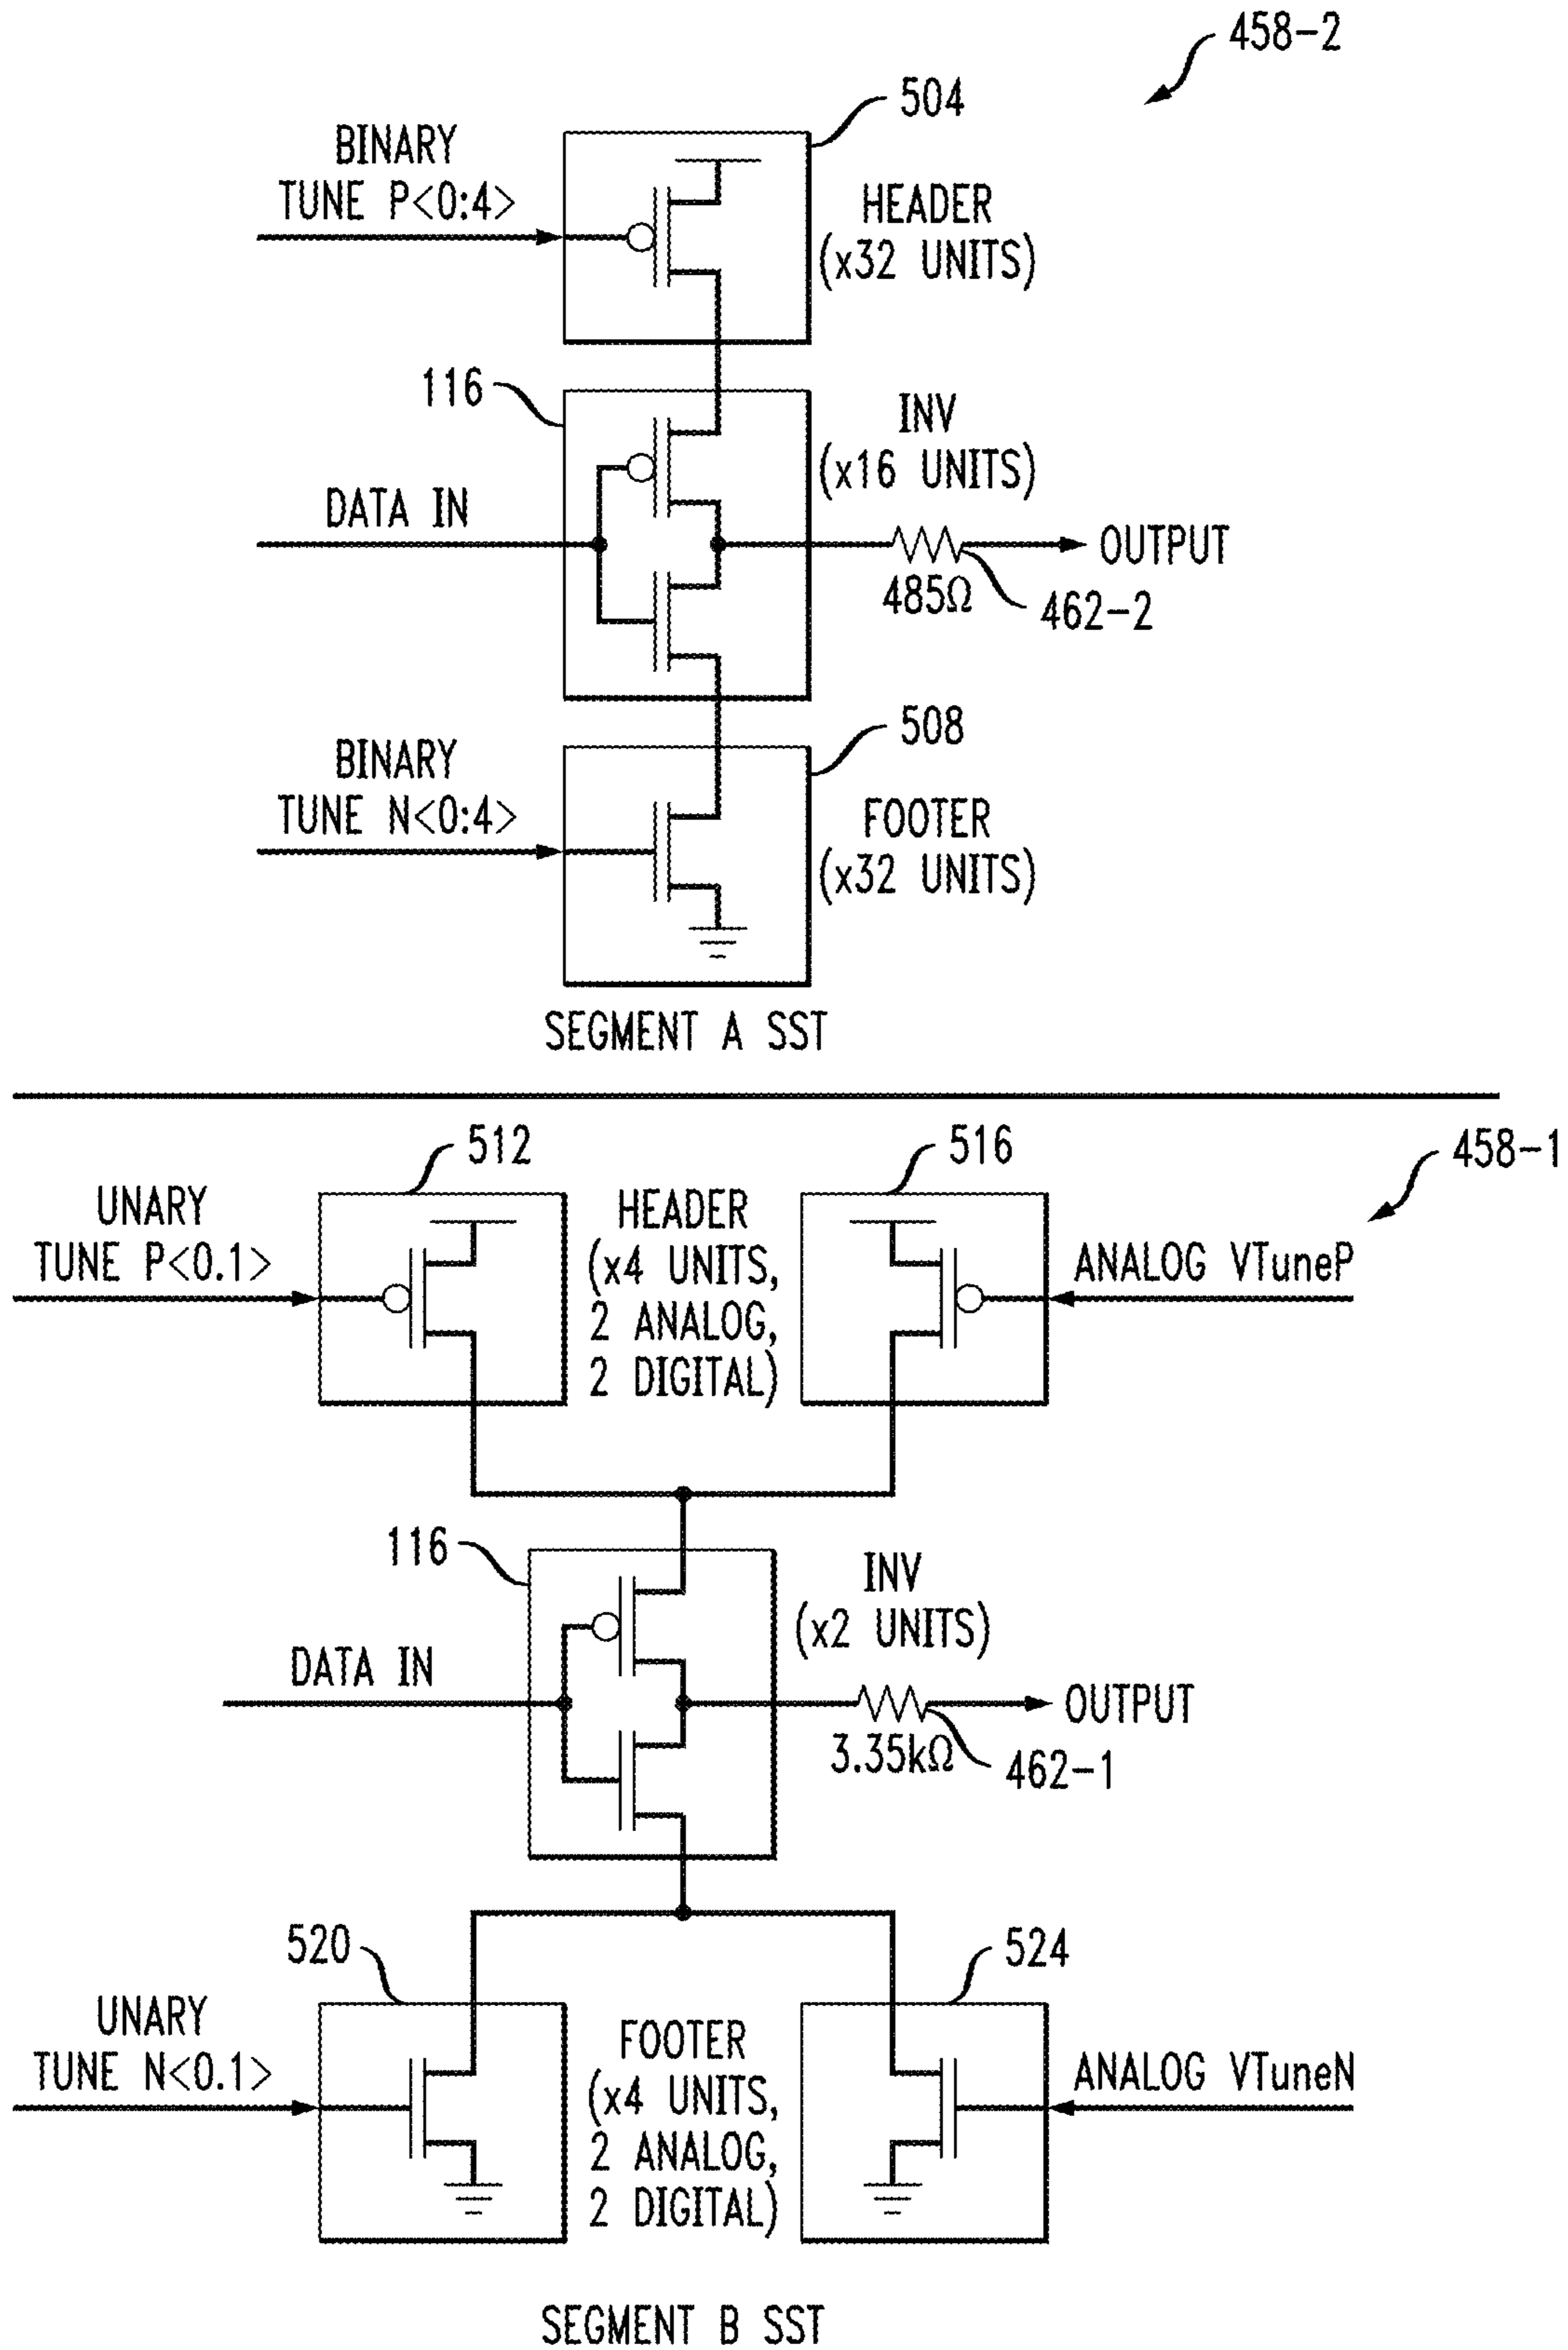 458-2
504
BINARY
TUNE P<0:4>
HEADER
(x32 UNITS)
116
INV
(x16 UNITS)
DATA IN
OUTPUT
485Ω
462-2
508
BINARY
TUNE N<0:4>
FOOTER
(x32 UNITS)
SEGMENT A SST
512
516
458-1
UNARY
TUNE P<0.1>
HEADER
(x4 UNITS,
2 ANALOG,
2 DIGITAL)
ANALOG VTuneP
116
INV
(x2 UNITS)
DATA IN
OUTPUT
3.35kΩ
462-1
520
524
UNARY
TUNE N<0.1>
FOOTER
(x4 UNITS,
2 ANALOG,
2 DIGITAL)
ANALOG VTuneN
SEGMENT B SST